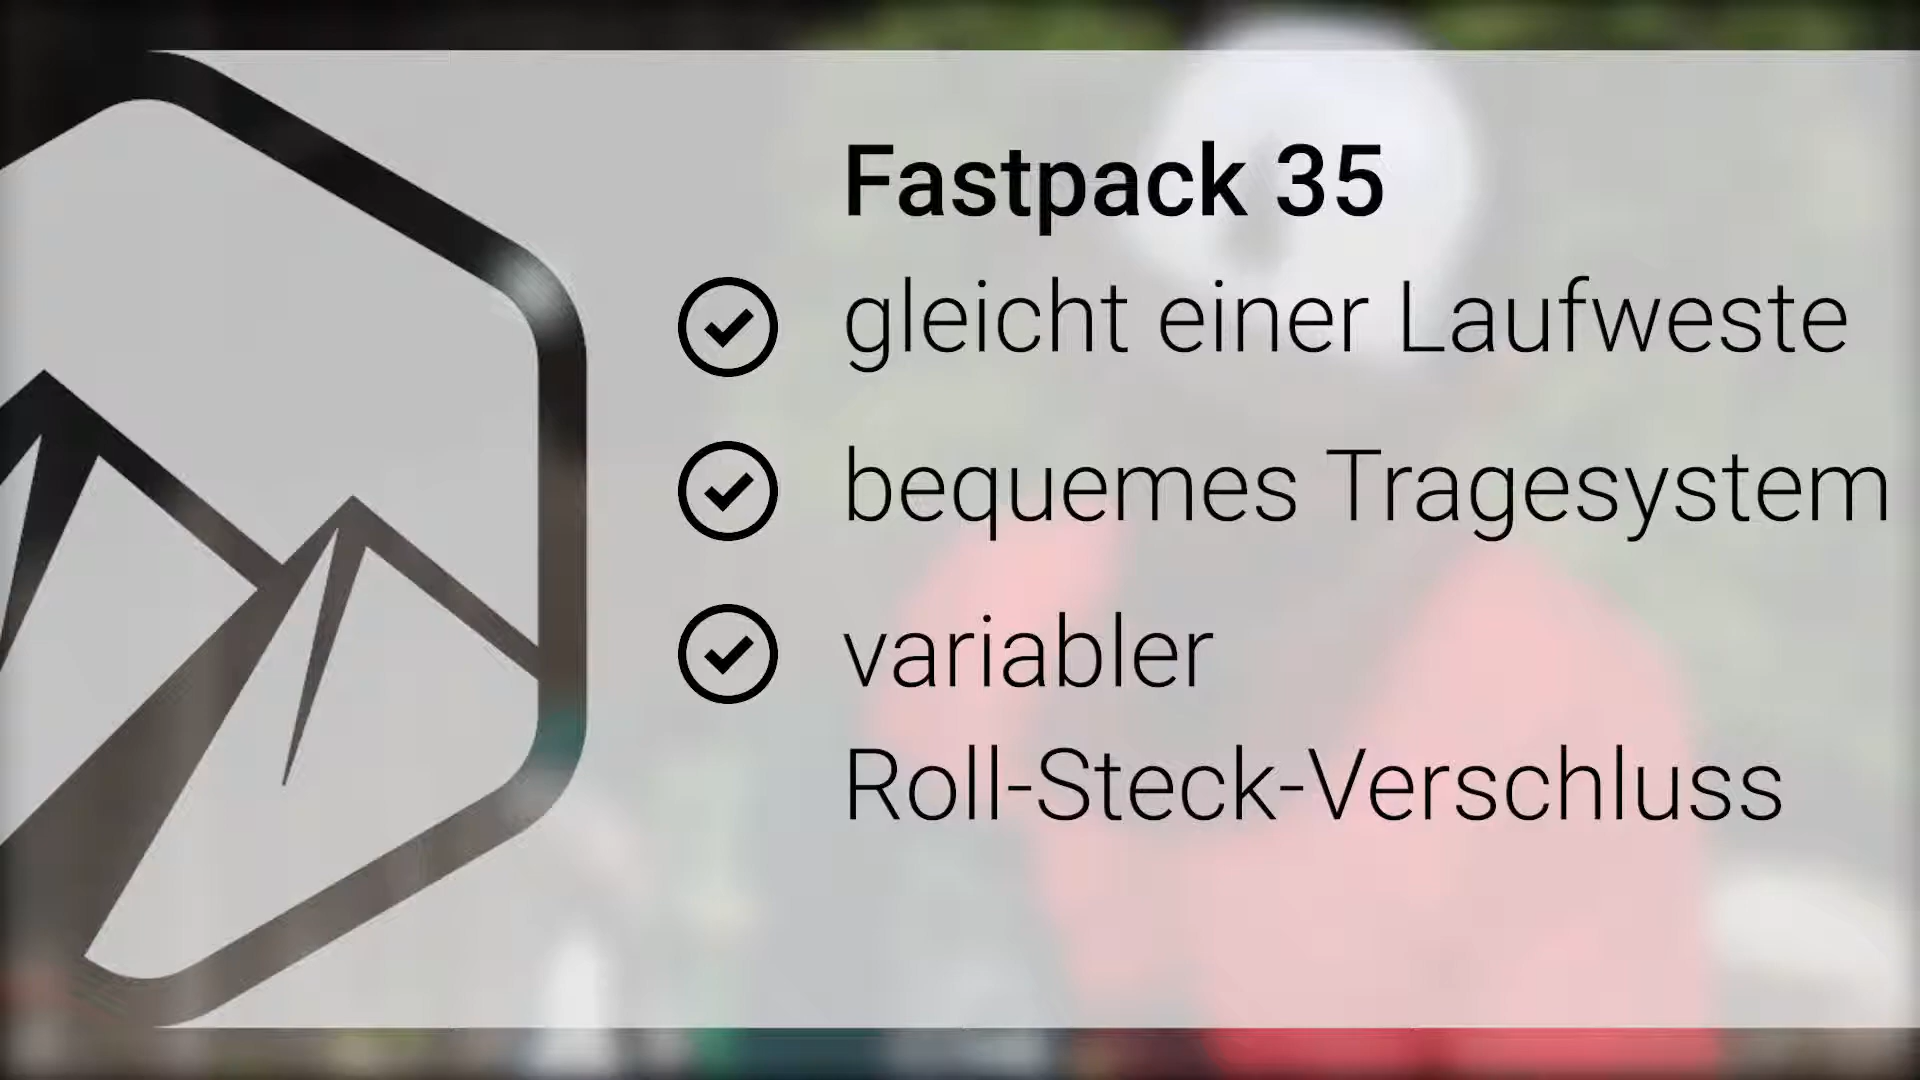 Fastpack 35
gleicht einer Laufweste
bequemes Tragesystem
variabler
Roll-Steck-Verschluss